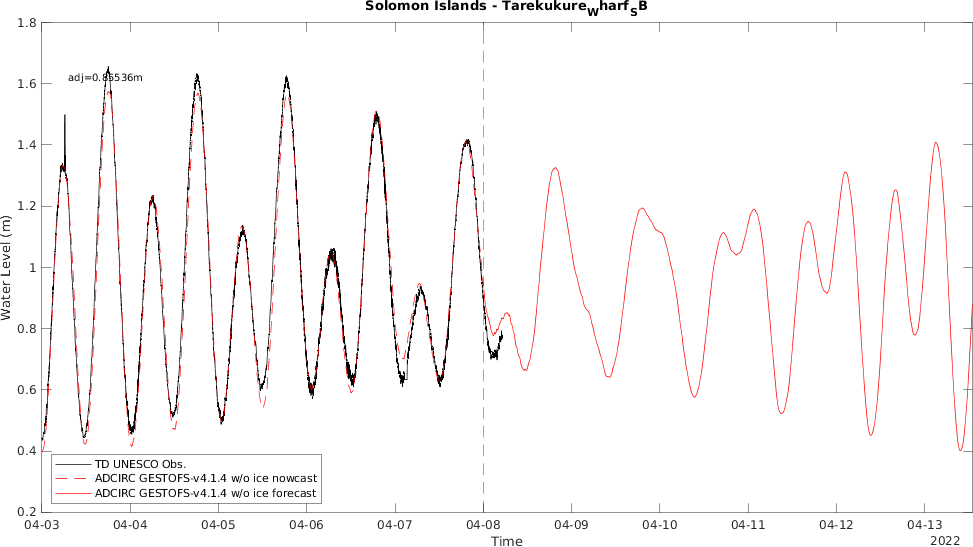 Solomon Islands - Tarekukure_Wharf_SB
1.8
1.6
1.4
1.2
1
0.8
0.6
0.4
0.2
Water Level (m)
adj=0.85536m
TD UNESCO Obs.
ADCIRC GESTOFS-v4.1.4 w/o ice nowcast
ADCIRC GESTOFS-v4.1.4 w/o ice forecast
04-03 04-04 04-05 04-06 04-07 04-08 04-09 04-10 04-11 04-12 04-13
Time
2022